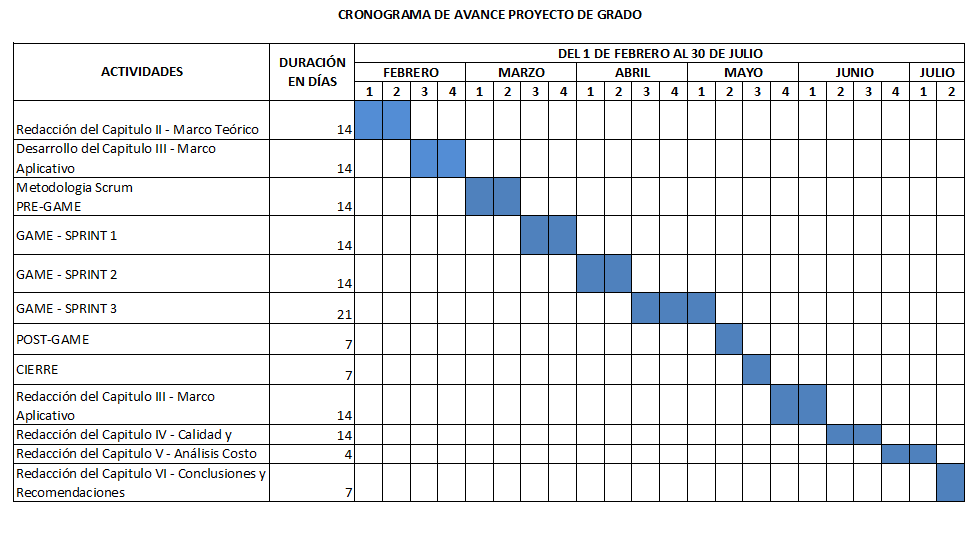 CRONOGRAMA DE AVANCE PROYECTO DE GRADO
ACTIVIDADES
DURACIÓN
EN DÍAS
DEL 1 DE FEBRERO AL 30 DE JULIO
FEBRERO MARZO ABRIL MAYO JUNIO JULIO
1 2 3 4 1 2 3 4 1 2 3 4 1 2 3 4 1 2 3 4 1 2
Redacción del Capitulo II - Marco Teórico 14
Desarrollo del Capitulo III - Marco
Aplicativo 14
Metodologia Scrum
PRE-GAME 14
GAME - SPRINT 1 14
GAME - SPRINT 2 14
GAME - SPRINT 3 21
POST-GAME 7
CIERRE 7
Redacción del Capitulo III - Marco
Aplicativo 14
Redacción del Capitulo IV - Calidad y 14
Redacción del Capitulo V - Análisis Costo 4
Redacción del Capitulo VI - Conclusiones y
Recomendaciones 7